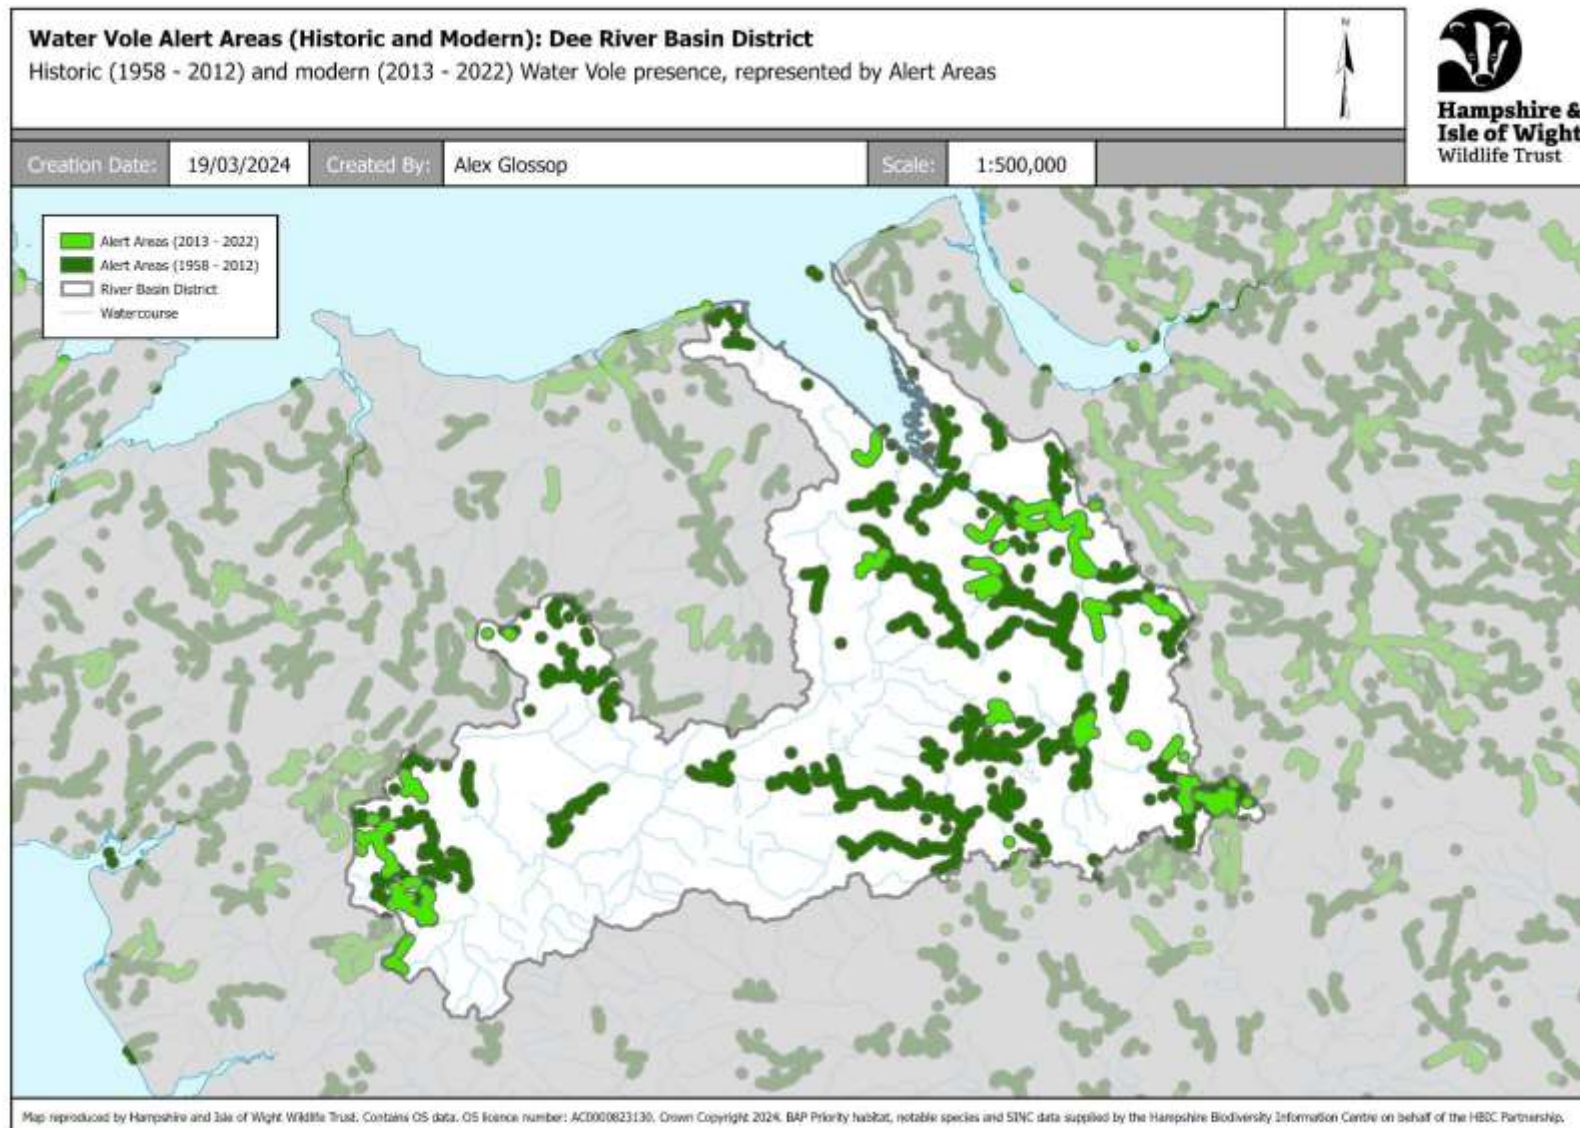 Water Vole Alert Areas (Historic and Modern): Dee River Basin District
Historic (1958 - 2012) and modern (2013 - 2022) Water Vole presence, represented by Alert Areas
N
Hampshire &
Isle of Wight
Wildlife Trust
Creation Date: 19/03/2024 Created By: Alex Glossop Scale: 1:500,000
Alert Areas (2013 - 2022)
Alert Areas (1958 - 2012)
River Basin District
Watercourse
Map reproduced by Hampshire and Isle of Wight Wildlife Trust. Contains OS data. OS licence number: AC0000823130. Crown Copyright 2024. BAP Priority habitat, notable species and SINC data supplied by the Hampshire Biodiversity Information Centre on behalf of the HBIC Partnership.